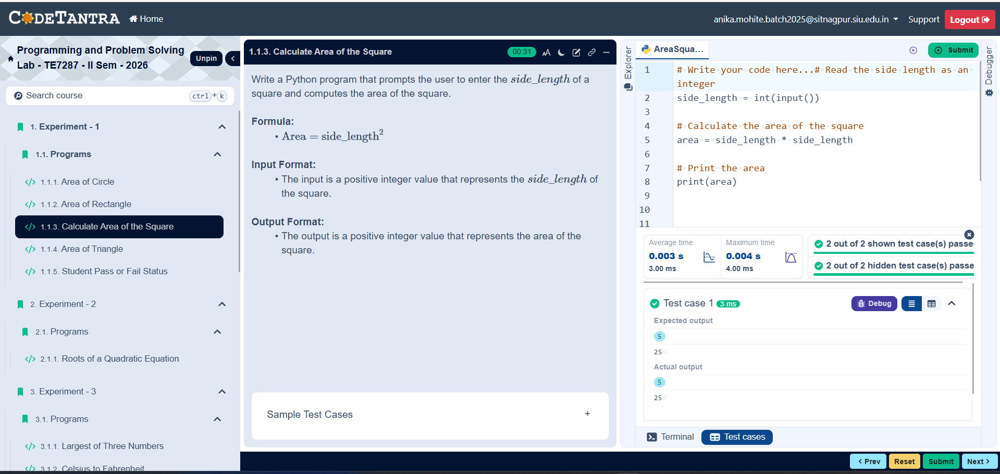 CODETANTRA Home
anika.mohite.batch2025@sitnagpur.siu.edu.in Support Logout
Programming and Problem Solving
Lab - TE7287 - II Sem - 2026
Unpin
Search course ctrl + k
1. Experiment - 1
1.1. Programs
1.1.1. Area of Circle
1.1.2. Area of Rectangle
1.1.3. Calculate Area of the Square
1.1.4. Area of Triangle
1.1.5. Student Pass or Fail Status
2. Experiment - 2
2.1. Programs
2.1.1. Roots of a Quadratic Equation
3. Experiment - 3
3.1. Programs
3.1.1. Largest of Three Numbers
3.1.2. Celsius to Fahrenheit
1.1.3. Calculate Area of the Square 00:31 AA
Write a Python program that prompts the user to enter the side_length of a
square and computes the area of the square.
Formula:
• Area = side_length²
Input Format:
• The input is a positive integer value that represents the side_length of
the square.
Output Format:
• The output is a positive integer value that represents the area of the
square.
Sample Test Cases +
Explorer
AreaSqua...
Submit
Debugger
1 # Write your code here...# Read the side length as an
integer
2 side_length = int(input())
3
4 # Calculate the area of the square
5 area = side_length * side_length
6
7 # Print the area
8 print(area)
9
10
11
Average time
0.003 s
3.00 ms
Maximum time
0.004 s
4.00 ms
2 out of 2 shown test case(s) passe
2 out of 2 hidden test case(s) passe
Test case 1 3 ms Debug
Expected output
5
25
Actual output
5
25
Terminal Test cases
< Prev Reset Submit Next >